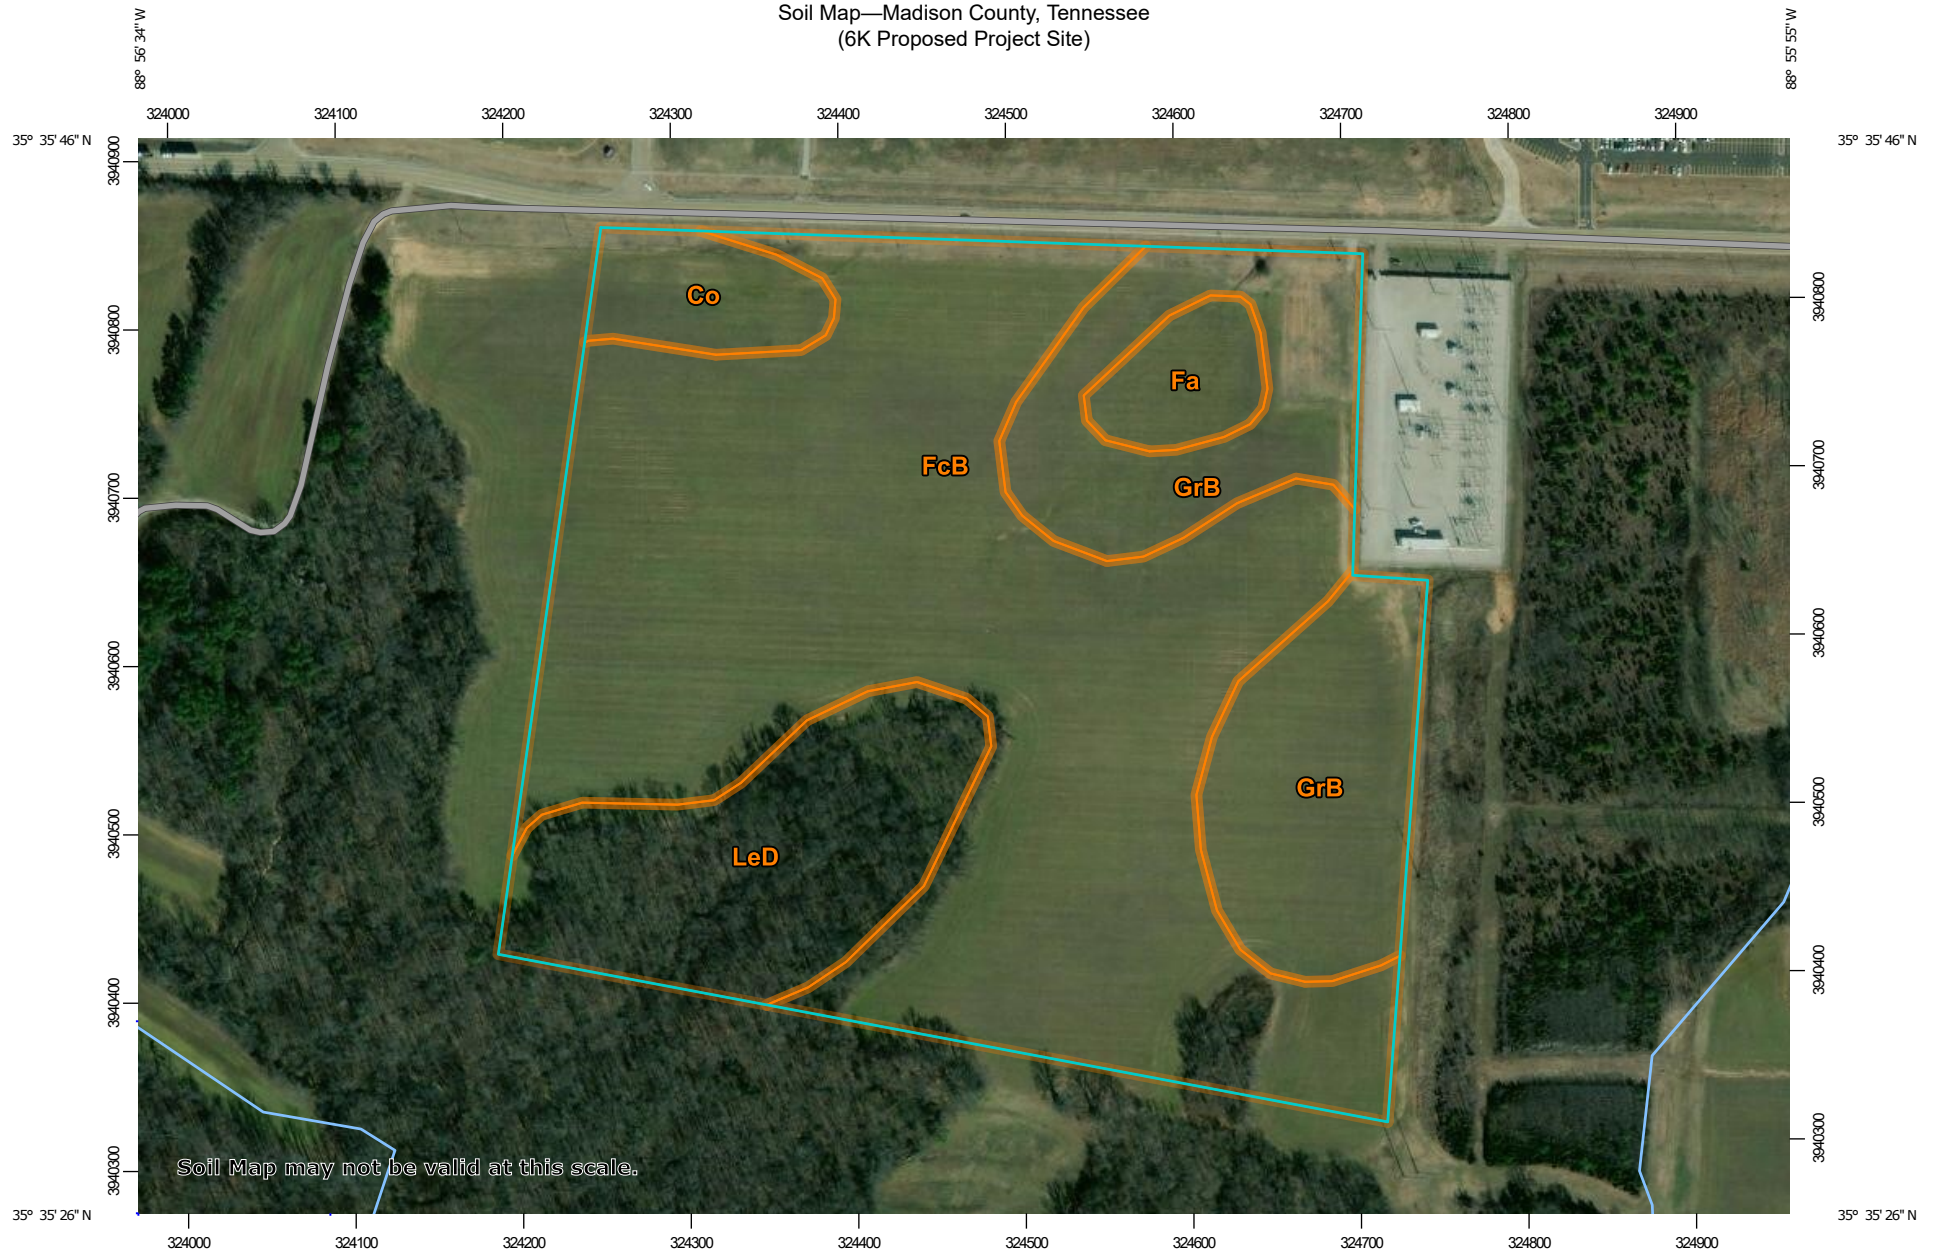 Soil Map—Madison County, Tennessee
(6K Proposed Project Site)
88° 56' 34'' W
88° 55' 55'' W
324000 324100 324200 324300 324400 324500 324600 324700 324800 324900
35° 35' 46'' N
35° 35' 46'' N
3940900
3940800
3940700
3940600
3940500
3940400
3940300
Co
Fa
FcB
GrB
GrB
LeD
3940800
3940700
3940600
3940500
3940400
3940300
Soil Map may not be valid at this scale.
35° 35' 26'' N
35° 35' 26'' N
324000 324100 324200 324300 324400 324500 324600 324700 324800 324900